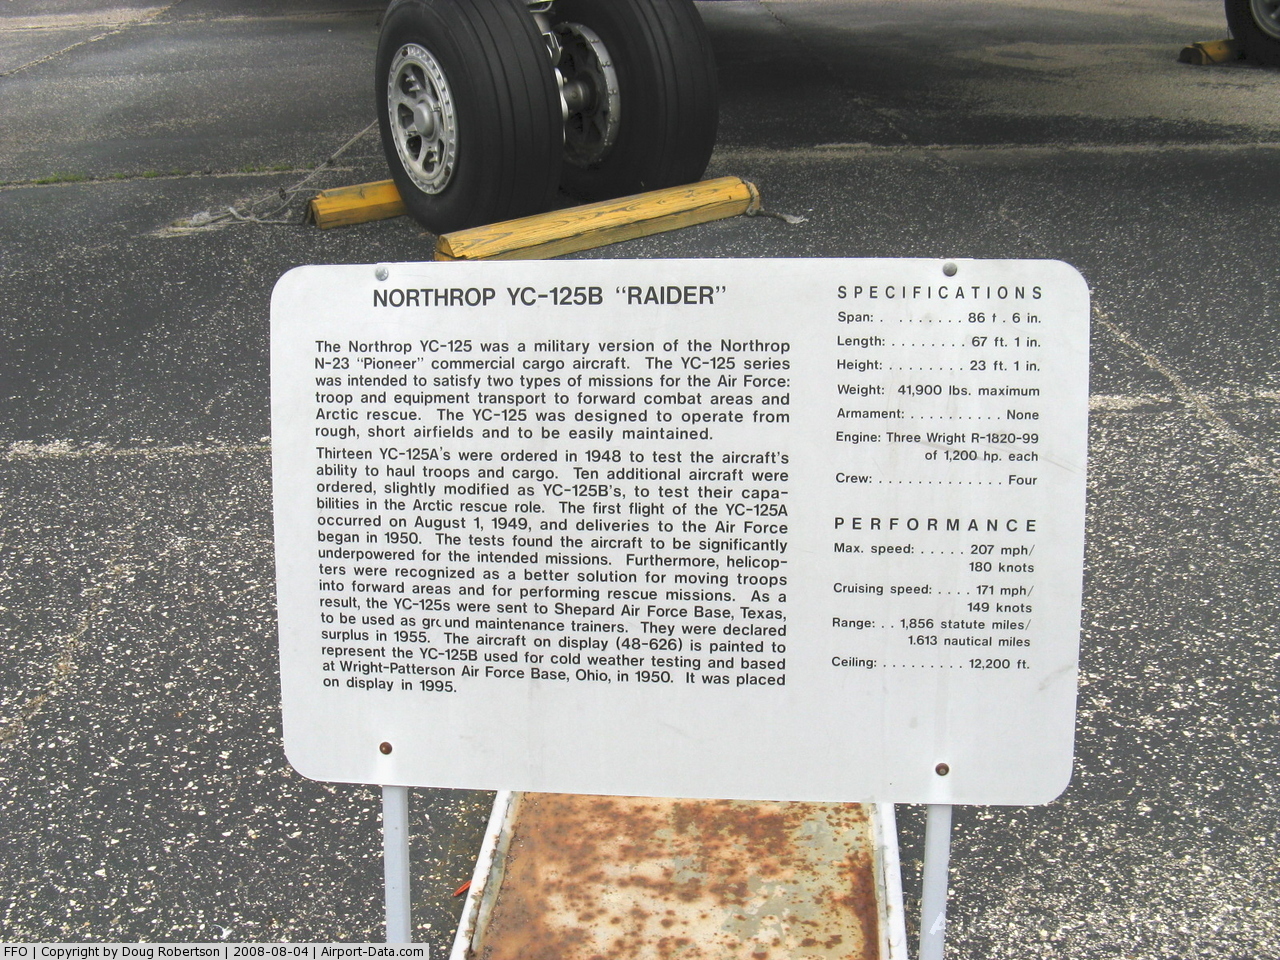 NORTHROP YC-125B "RAIDER"
The Northrop YC-125 was a military version of the Northrop
N-23 "Pioneer" commercial cargo aircraft. The YC-125 series
was intended to satisfy two types of missions for the Air Force:
troop and equipment transport to forward combat areas and
Arctic rescue. The YC-125 was designed to operate from
rough, short airfields and to be easily maintained.
Thirteen YC-125A's were ordered in 1948 to test the aircraft's
ability to haul troops and cargo. Ten additional aircraft were
ordered, slightly modified as YC-125B's, to test their capa-
bilities in the Arctic rescue role. The first flight of the YC-125A
occurred on August 1, 1949, and deliveries to the Air Force
began in 1950. The tests found the aircraft to be significantly
underpowered for the intended missions. Furthermore, helicop-
ters were recognized as a better solution for moving troops
into forward areas and for performing rescue missions. As a
result, the YC-125s were sent to Shepard Air Force Base, Texas,
to be used as ground maintenance trainers. They were declared
surplus in 1955. The aircraft on display (48-626) is painted to
represent the YC-125B used for cold weather testing and based
at Wright-Patterson Air Force Base, Ohio, in 1950. It was placed
on display in 1995.
SPECIFICATIONS
Span: . . . . . . . . 86 f . 6 in.
Length: . . . . . . . . 67 ft. 1 in.
Height: . . . . . . . . 23 ft. 1 in.
Weight: 41,900 lbs. maximum
Armament: . . . . . . . . . . None
Engine: Three Wright R-1820-99
of 1,200 hp. each
Crew: . . . . . . . . . . . . . Four
PERFORMANCE
Max. speed: . . . . . 207 mph/
180 knots
Cruising speed: . . . . 171 mph/
149 knots
Range: . . 1,856 statute miles/
1.613 nautical miles
Ceiling: . . . . . . . . . 12,200 ft.
FFO | Copyright by Doug Robertson | 2008-08-04 | Airport-Data.com